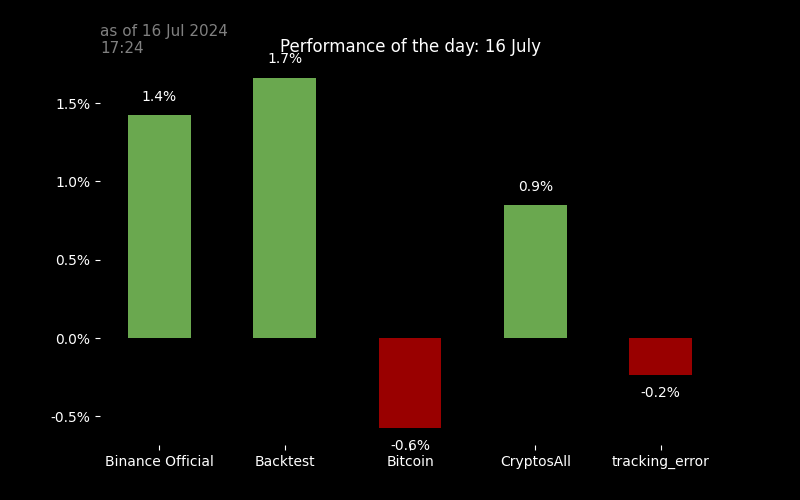 as of 16 Jul 2024
17:24
Performance of the day: 16 July
1.7%
1.4%
0.9%
-0.2%
-0.6%
1.5%
1.0%
0.5%
0.0%
-0.5%
Binance Official
Backtest
Bitcoin
CryptosAll
tracking_error